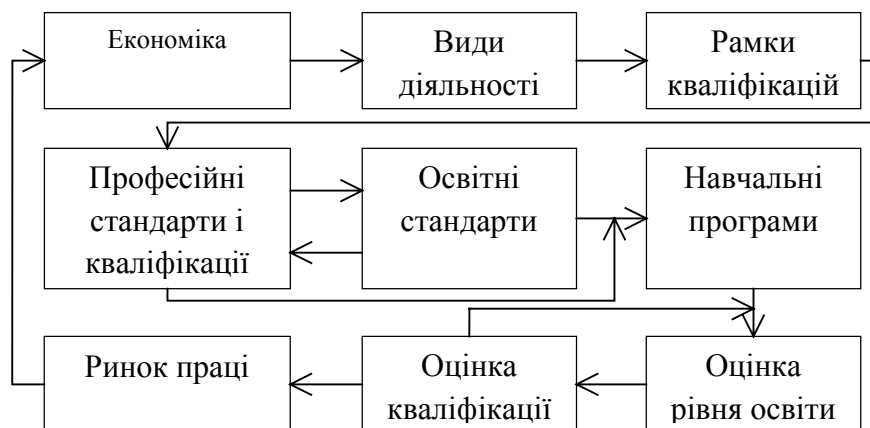 Економіка
Види
діяльності
Рамки
кваліфікацій
Професійні
стандарти і
кваліфікації
Освітні
стандарти
Навчальні
програми
Ринок праці
Оцінка
кваліфікації
Оцінка
рівня освіти